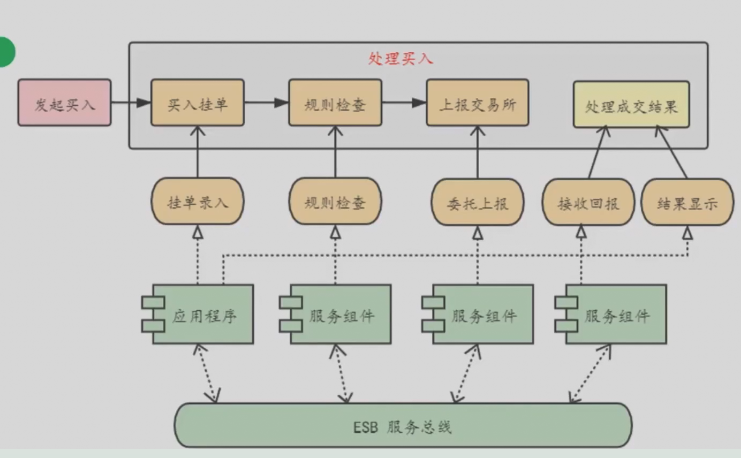 处理买入
发起买入
买入挂单
规则检查
上报交易所
处理成交结果
挂单录入
规则检查
委托上报
接收回报
结果显示
应用程序
服务组件
服务组件
服务组件
ESB 服务总线